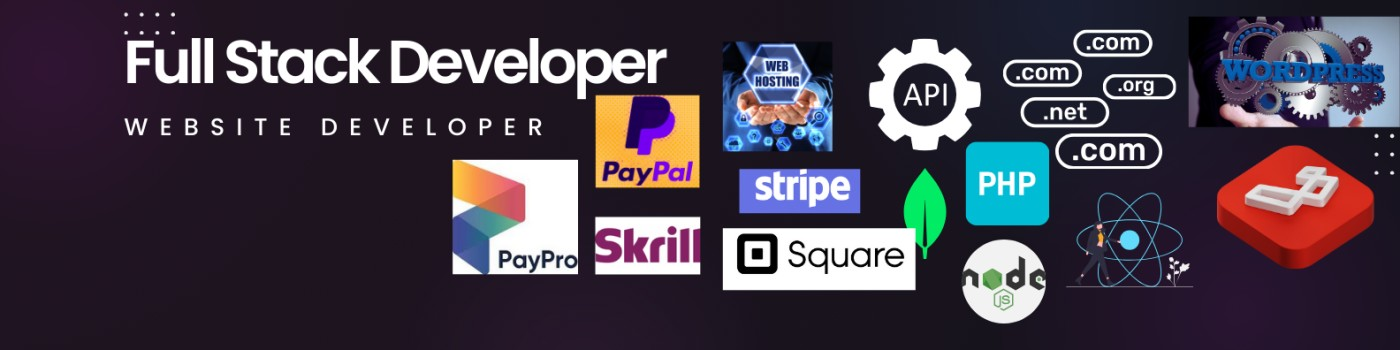 Full Stack Developer
WEBSITE DEVELOPER
PayPal
PayPro
Skrill
WEB
HOSTING
stripe
Square
API
.com
.com
.org
.net
.com
PHP
node
JS
WORDPRESS